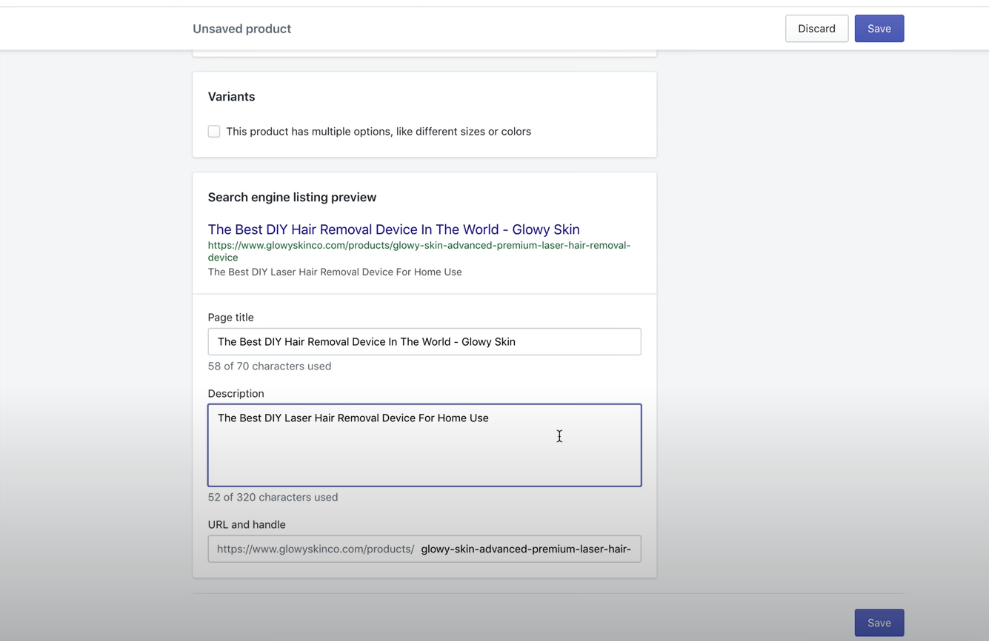 Unsaved product
Discard
Save
Variants
This product has multiple options, like different sizes or colors
Search engine listing preview
The Best DIY Hair Removal Device In The World - Glowy Skin
https://www.glowyskinco.com/products/glowy-skin-advanced-premium-laser-hair-removal-
device
The Best DIY Laser Hair Removal Device For Home Use
Page title
The Best DIY Hair Removal Device In The World - Glowy Skin
58 of 70 characters used
Description
The Best DIY Laser Hair Removal Device For Home Use
52 of 320 characters used
URL and handle
https://www.glowyskinco.com/products/ glowy-skin-advanced-premium-laser-hair-
Save